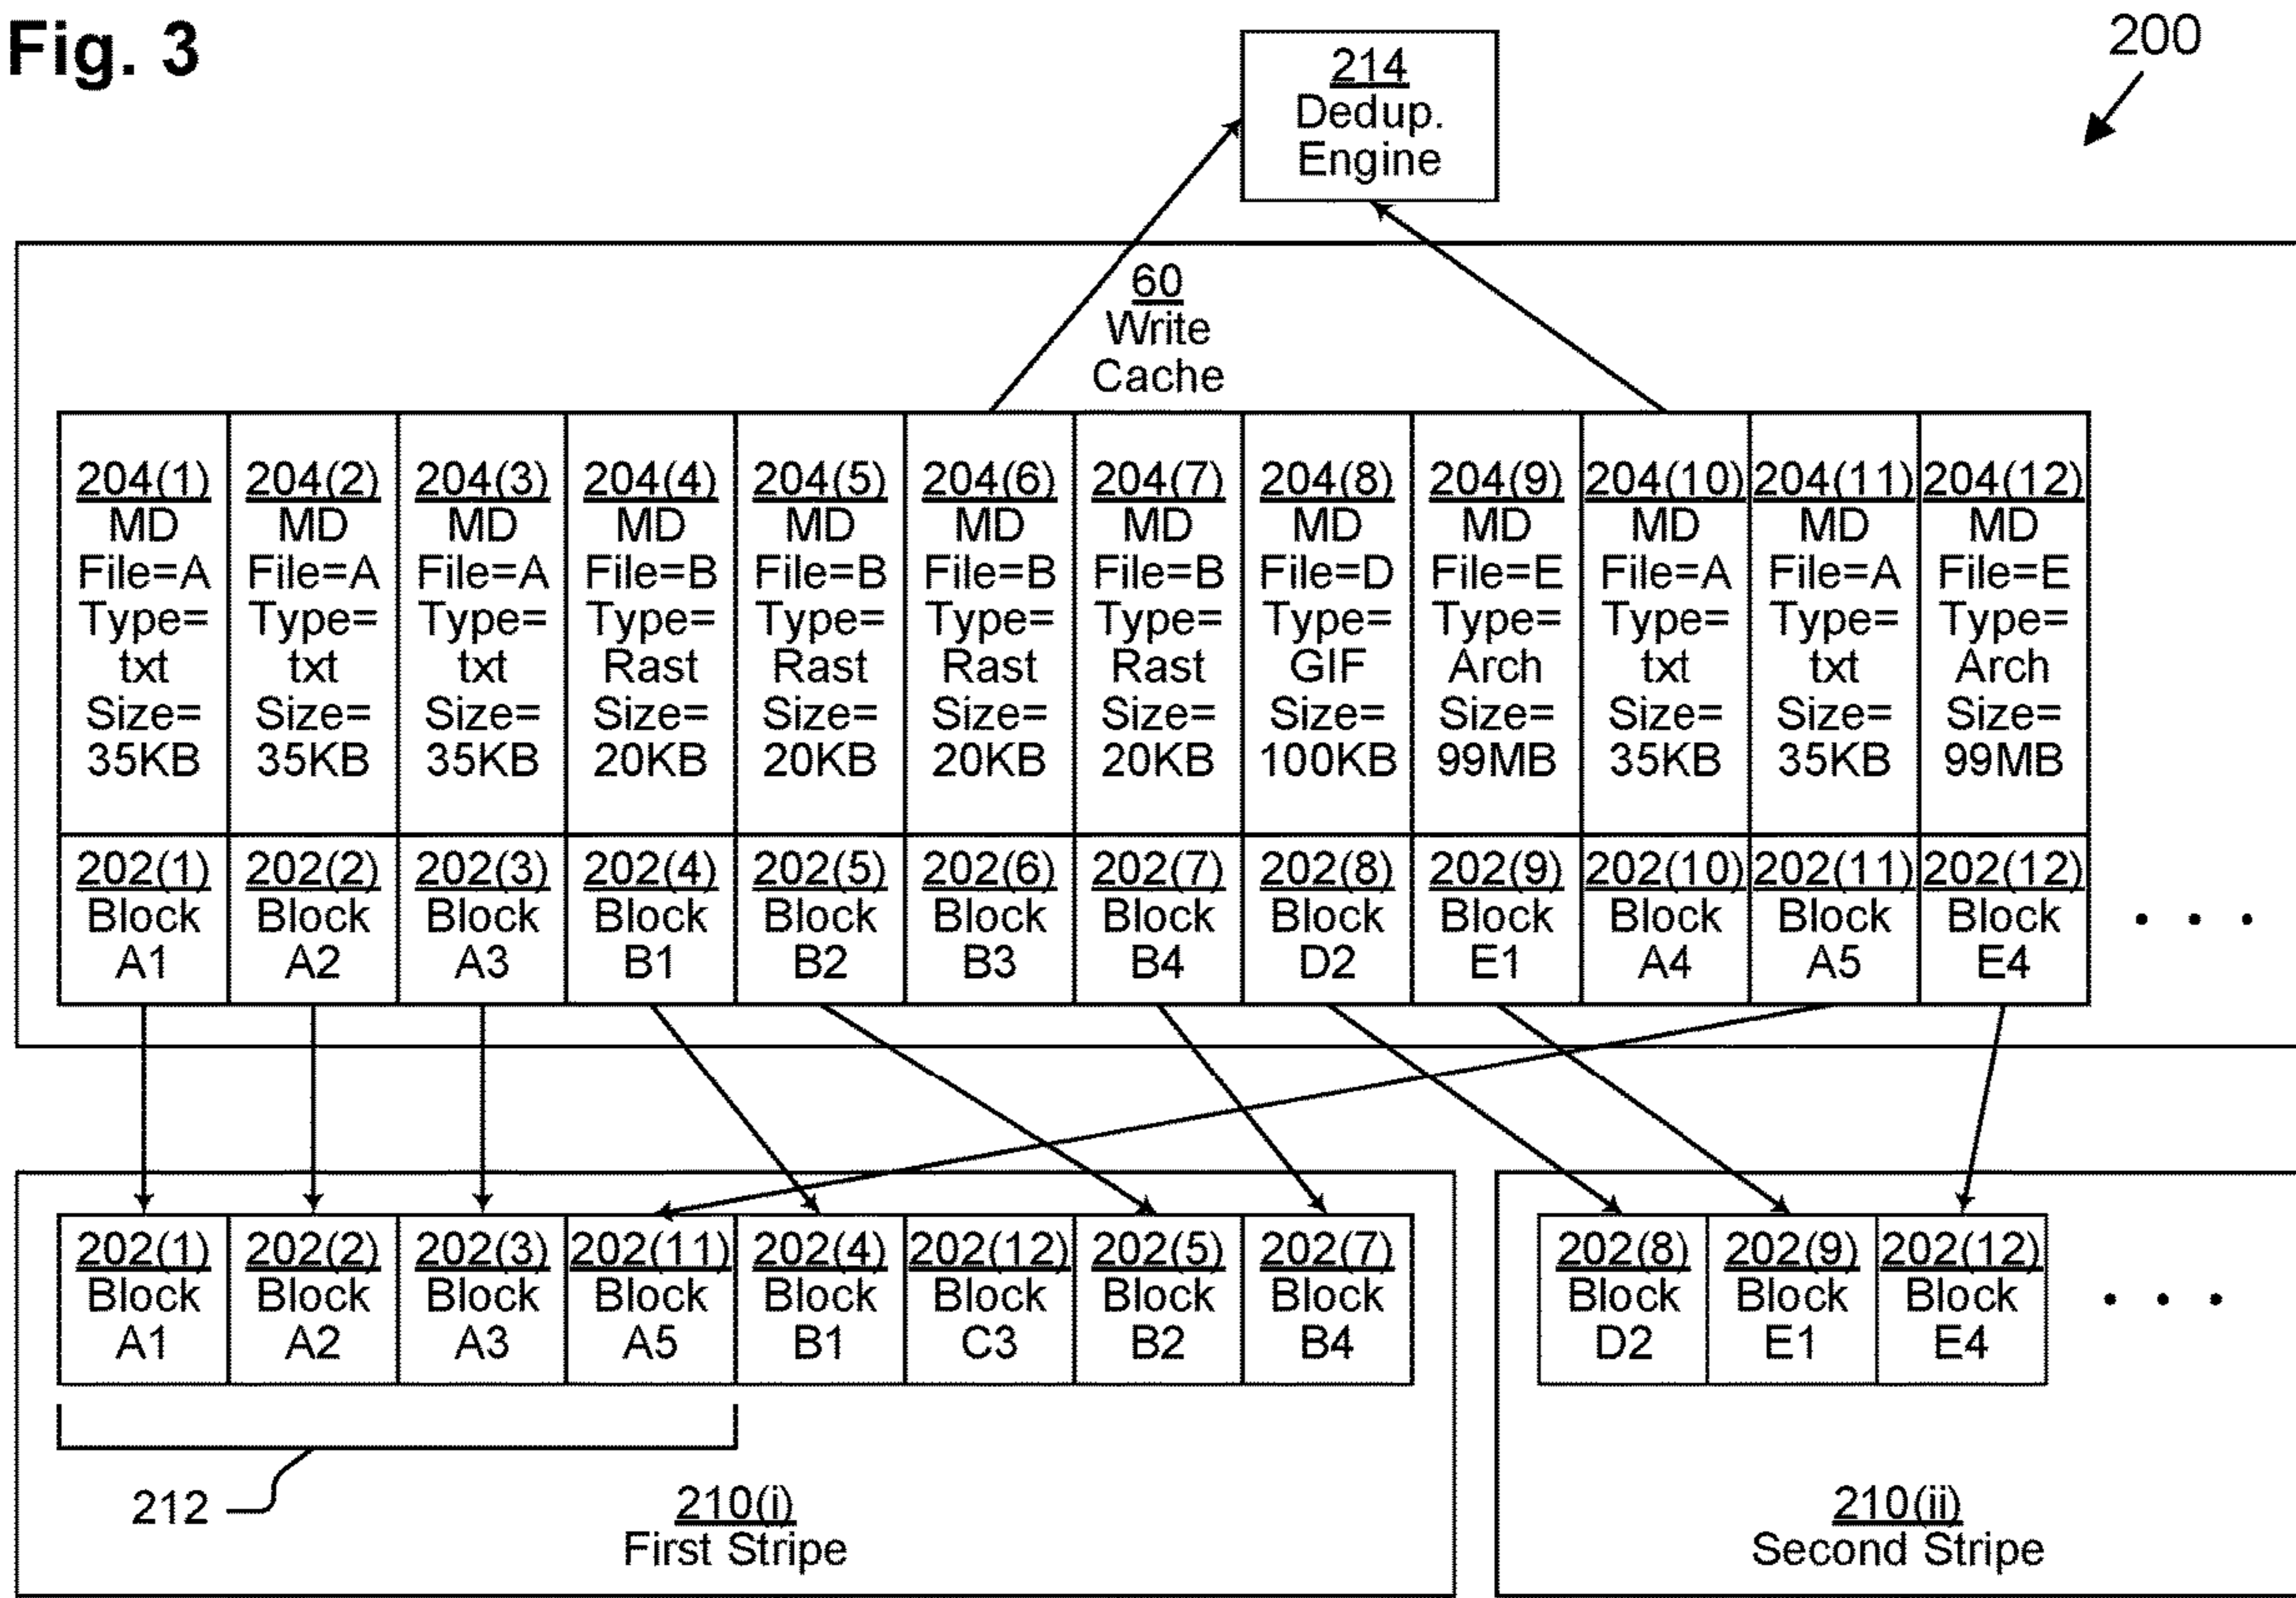 Fig. 3
200
214
Dedup.
Engine
60
Write
Cache
204(1) 204(2) 204(3) 204(4) 204(5) 204(6) 204(7) 204(8) 204(9) 204(10) 204(11) 204(12)
MD MD MD MD MD MD MD MD MD MD MD MD
File=A File=A File=A File=B File=B File=B File=B File=D File=E File=A File=A File=E
Type= Type= Type= Type= Type= Type= Type= Type= Type= Type= Type= Type=
txt txt txt Rast Rast Rast Rast GIF Arch txt txt Arch
Size= Size= Size= Size= Size= Size= Size= Size= Size= Size= Size= Size=
35KB 35KB 35KB 20KB 20KB 20KB 20KB 100KB 99MB 35KB 35KB 99MB
202(1) 202(2) 202(3) 202(4) 202(5) 202(6) 202(7) 202(8) 202(9) 202(10) 202(11) 202(12)
Block Block Block Block Block Block Block Block Block Block Block Block
A1 A2 A3 B1 B2 B3 B4 D2 E1 A4 A5 E4
. . .
202(1) 202(2) 202(3) 202(11) 202(4) 202(12) 202(5) 202(7) 202(8) 202(9) 202(12)
Block Block Block Block Block Block Block Block Block Block Block
A1 A2 A3 A5 B1 C3 B2 B4 D2 E1 E4
. . .
212
210(i)
First Stripe
210(ii)
Second Stripe